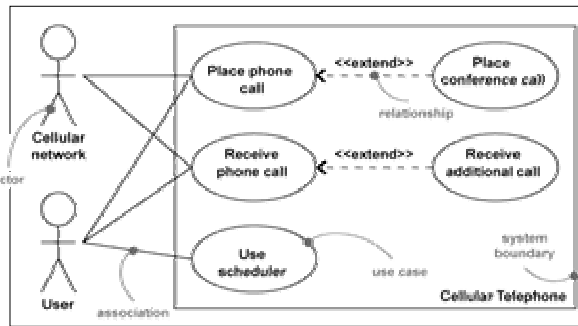 Place phone
call
<<extend>>
Place
conference call
relationship
Cellular
network
ctor
Receive
phone call
<<extend>>
Receive
additional call
Use
scheduler
use case
system
boundary
User
association
Cellular Telephone